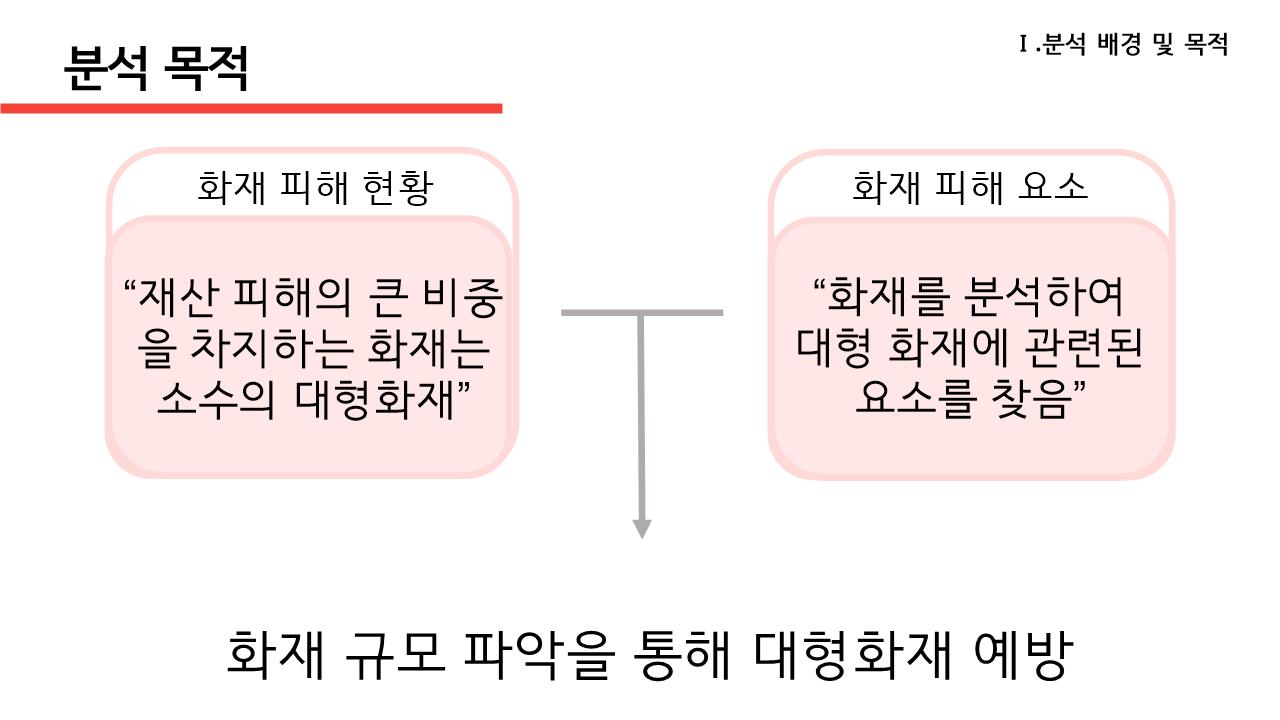 분석 목적
Ⅰ.분석 배경 및 목적
화재 피해 현황
“재산 피해의 큰 비중
을 차지하는 화재는
소수의 대형화재”
화재 피해 요소
“화재를 분석하여
대형 화재에 관련된
요소를 찾음”
화재 규모 파악을 통해 대형화재 예방